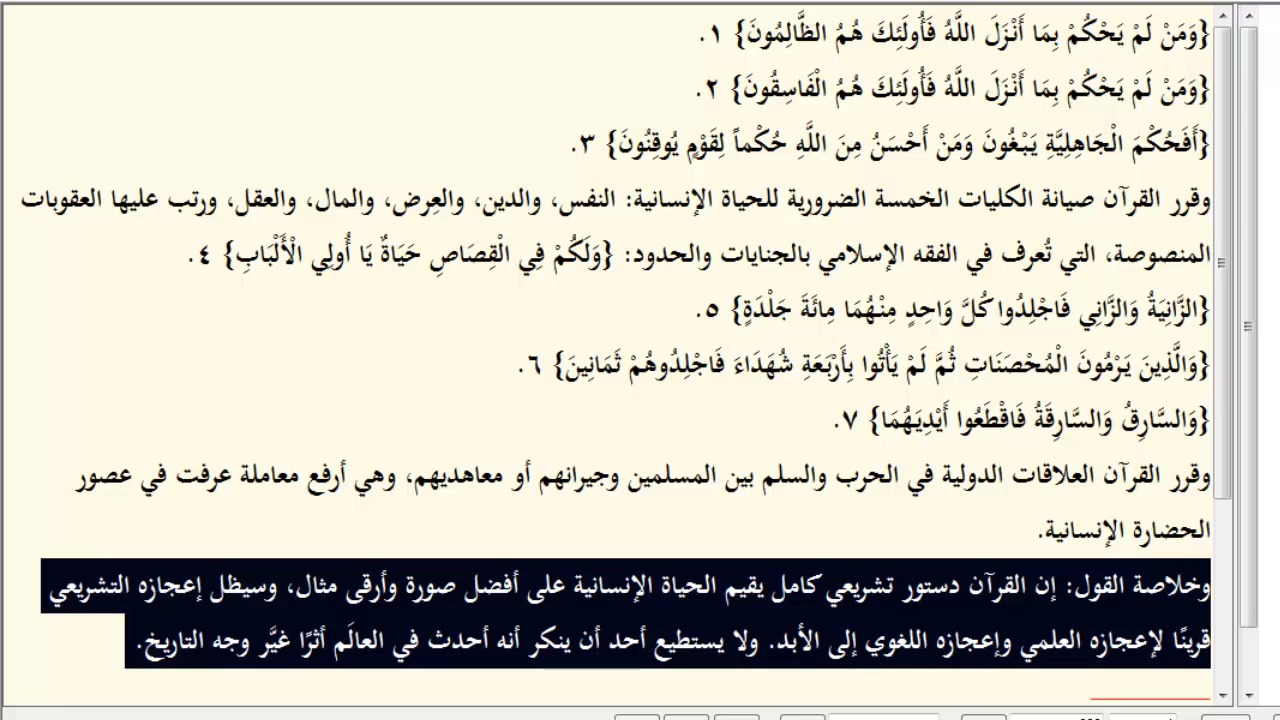 {وَمَنْ لَمْ يَحْكُمْ بِمَا أَنْزَلَ اللَّهُ فَأُولَئِكَ هُمُ الظَّالِمُونَ} ١.
{وَمَنْ لَمْ يَحْكُمْ بِمَا أَنْزَلَ اللَّهُ فَأُولَئِكَ هُمُ الْفَاسِقُونَ} ٢.
{أَفَحُكْمَ الْجَاهِلِيَّةِ يَبْغُونَ وَمَنْ أَحْسَنُ مِنَ اللَّهِ حُكْماً لِقَوْمٍ يُوقِنُونَ} ٣.
وقرر القرآن صيانة الكليات الخمسة الضرورية للحياة الإنسانية: النفس، والدين، والعِرض، والمال، والعقل، ورتب عليها العقوبات
المنصوصة، التي تُعرف في الفقه الإسلامي بالجنايات والحدود: {وَلَكُمْ فِي الْقِصَاصِ حَيَاةٌ يَا أُولِي الْأَلْبَابِ} ٤.
{الزَّانِيَةُ وَالزَّانِي فَاجْلِدُوا كُلَّ وَاحِدٍ مِنْهُمَا مِائَةَ جَلْدَةٍ} ٥.
{وَالَّذِينَ يَرْمُونَ الْمُحْصَنَاتِ ثُمَّ لَمْ يَأْتُوا بِأَرْبَعَةِ شُهَدَاءَ فَاجْلِدُوهُمْ ثَمَانِينَ} ٦.
{وَالسَّارِقُ وَالسَّارِقَةُ فَاقْطَعُوا أَيْدِيَهُمَا} ٧.
وقرر القرآن العلاقات الدولية في الحرب والسلم بين المسلمين وجيرانهم أو معاهديهم، وهي أرفع معاملة عرفت في عصور
الحضارة الإنسانية.
وخلاصة القول: إن القرآن دستور تشريعي كامل يقيم الحياة الإنسانية على أفضل صورة وأرقى مثال، وسيظل إعجازه التشريعي
قرينًا لإعجازه العلمي وإعجازه اللغوي إلى الأبد. ولا يستطيع أحد أن ينكر أنه أحدث في العالَم أثرًا غيَّر وجه التاريخ.